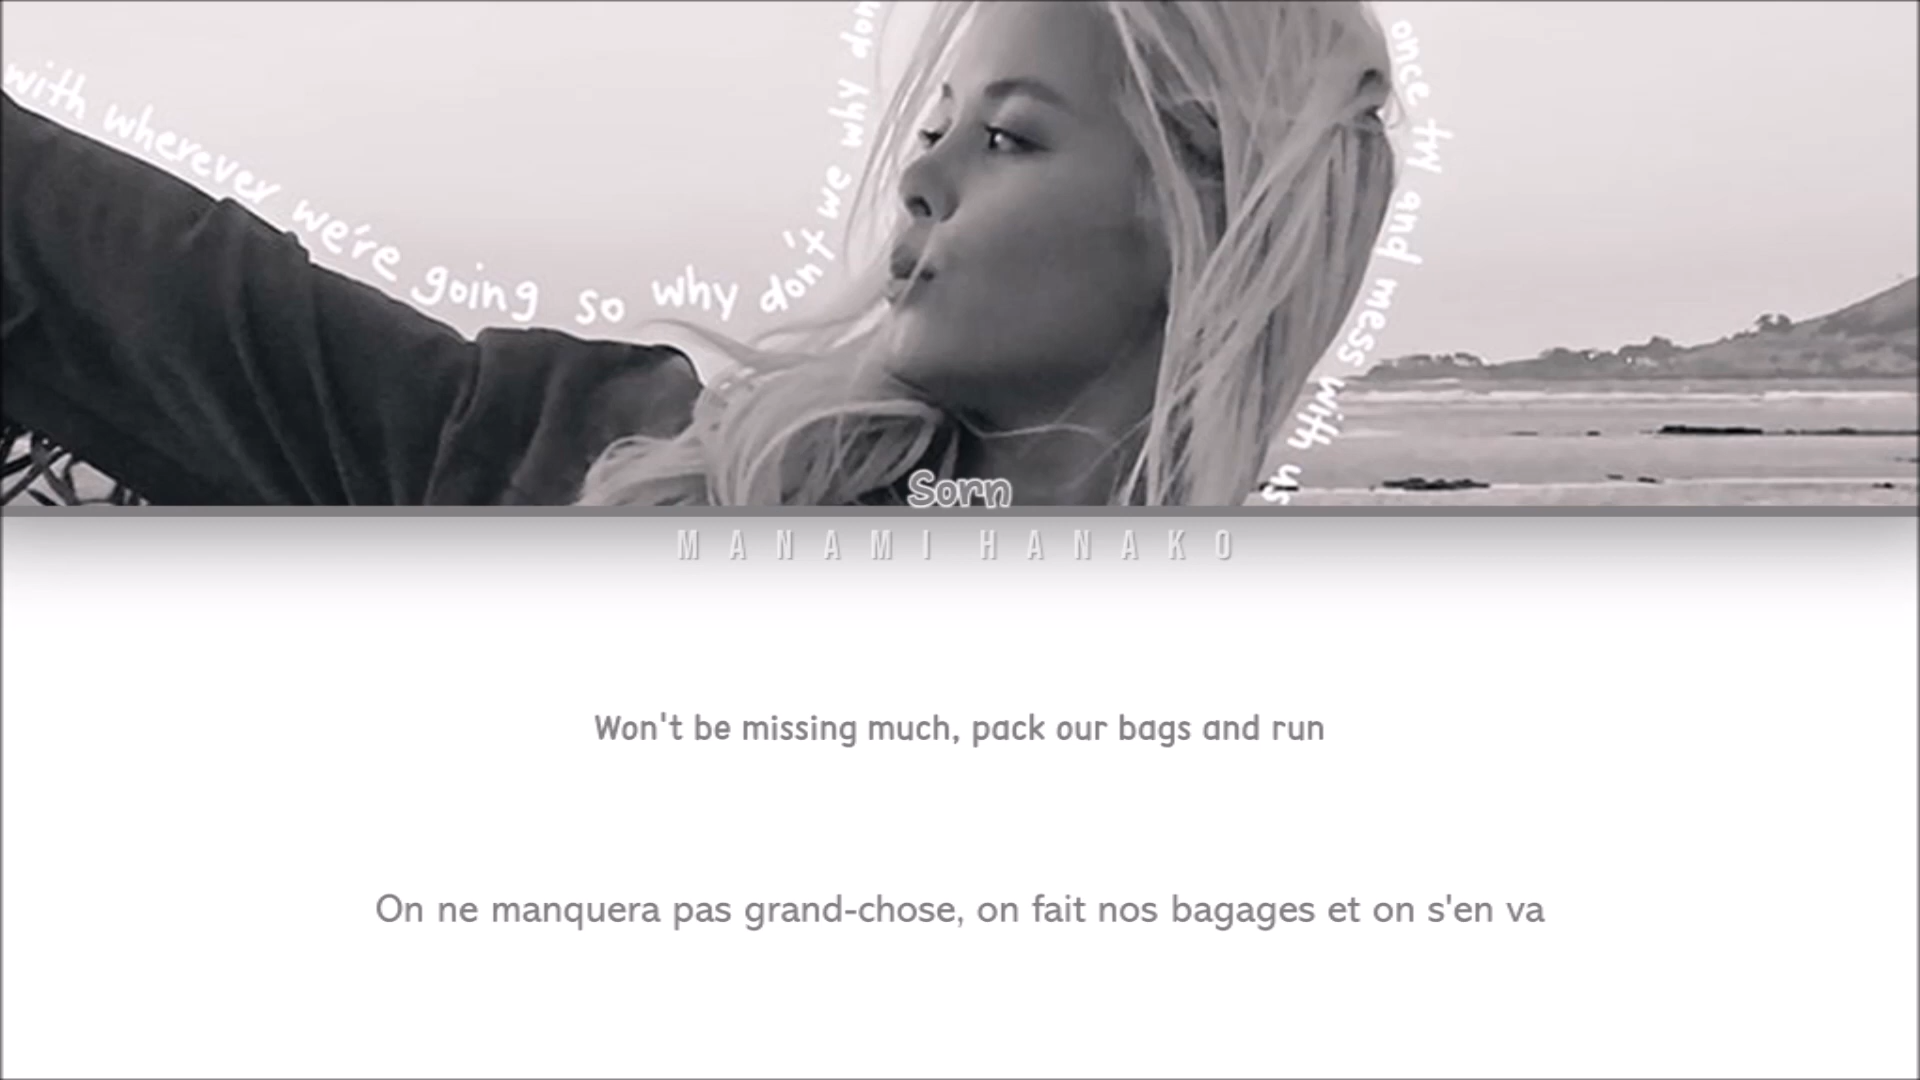 with wherever we're going so why don't we why don
once try and mess with us
Sorn
MANAMI HANAKO
Won't be missing much, pack our bags and run
On ne manquera pas grand-chose, on fait nos bagages et on s'en va